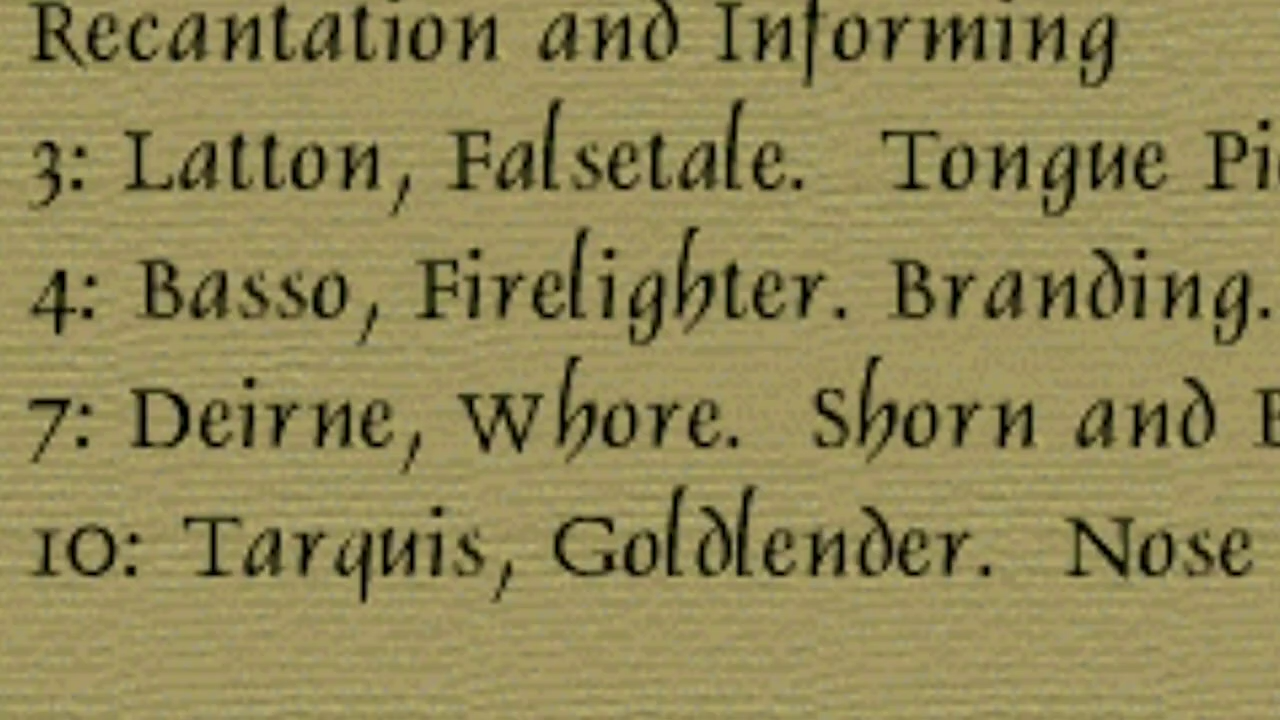 Recantation and Informing
3: Latton, Falsetale. Tongue
4: Basso, Firelighter. Branding.
7: Deirne, Whore. Shorn and
10: Tarquis, Goldlender. Nose